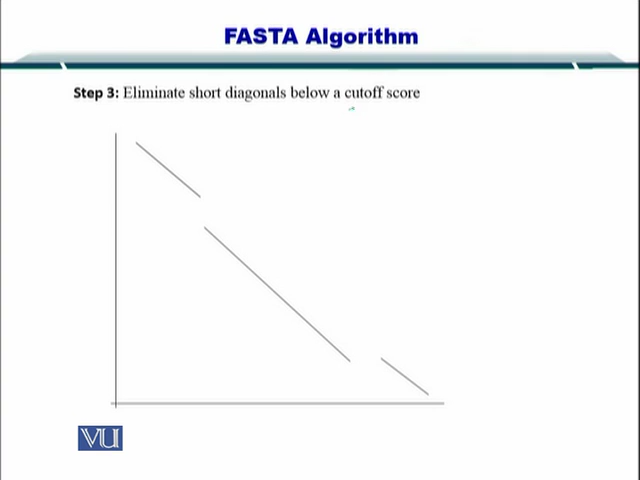 FASTA Algorithm
Step 3: Eliminate short diagonals below a cutoff score
VU